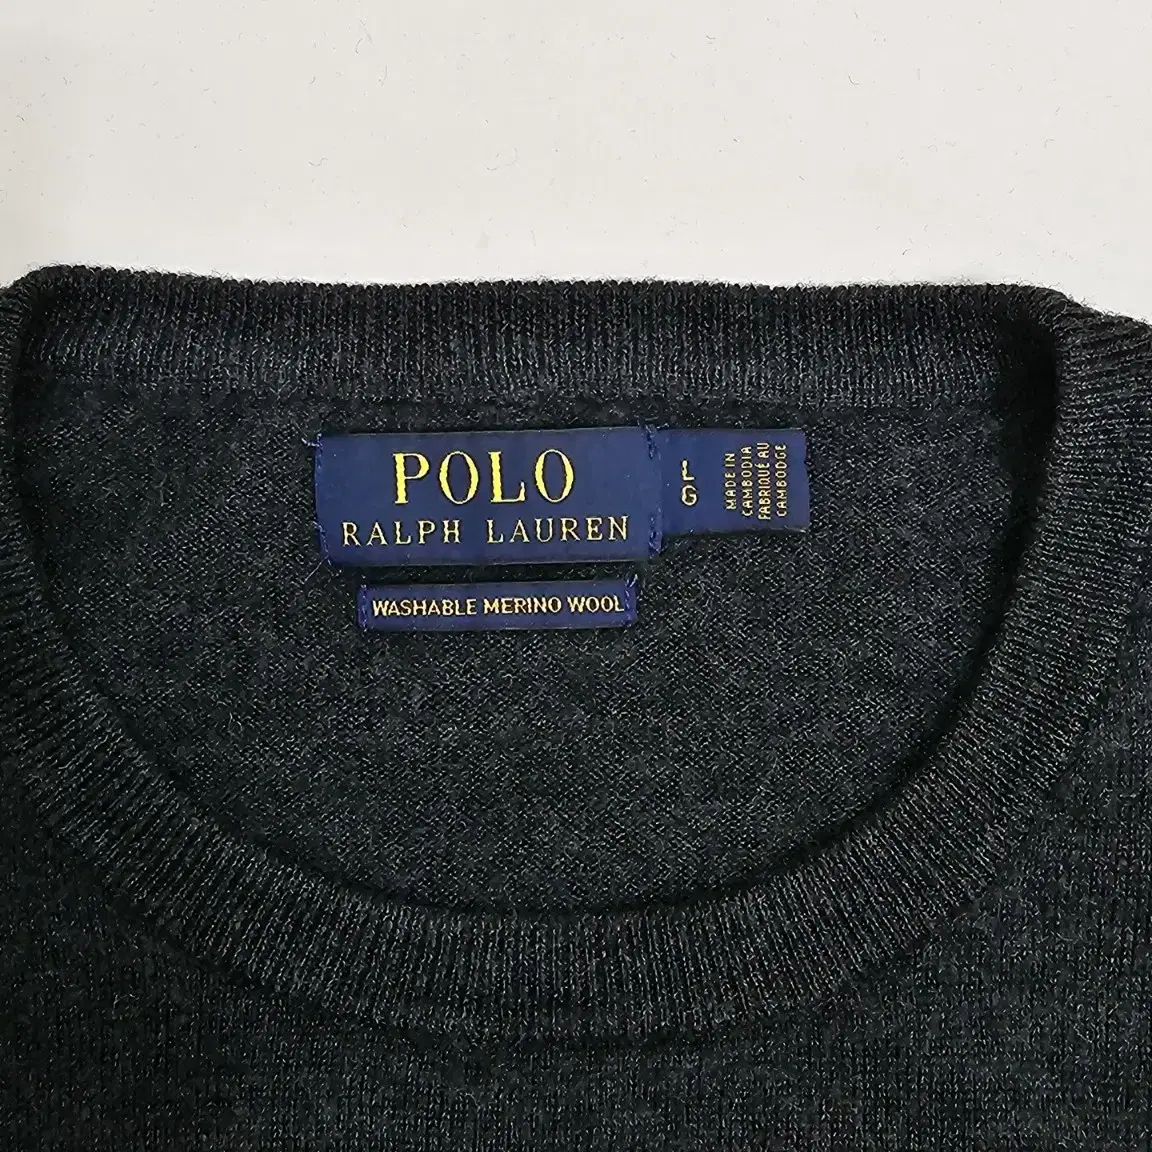 POLO
RALPH LAUREN
L
G
MADE IN
CAMBODIA
FABRIQUÉ AU
CAMBODGE
WASHABLE MERINO WOOL